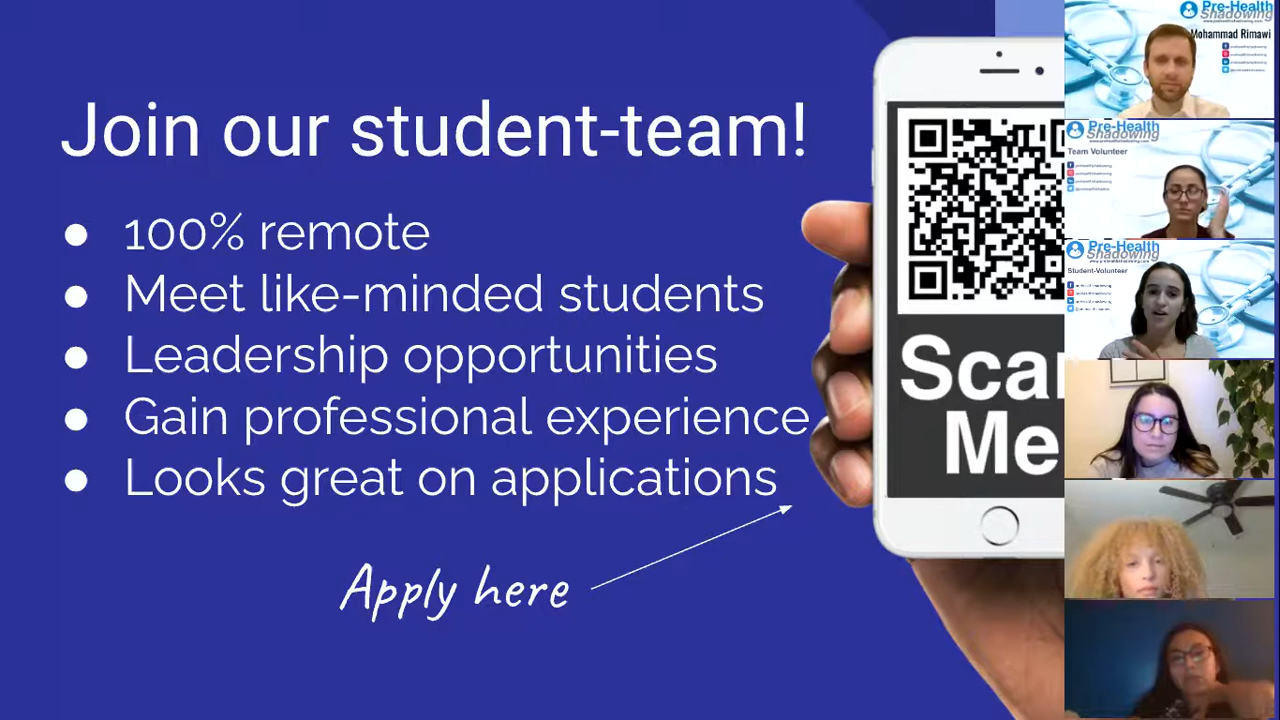 Join our student-team!
● 100% remote
● Meet like-minded students
● Leadership opportunities
● Gain professional experience
● Looks great on applications
Apply here
Scan
Me
Pre-Health
Shadowing
Mohammad Rimawi
Pre-Health
Shadowing
Team Volunteer
Pre-Health
Shadowing
Student-Volunteer